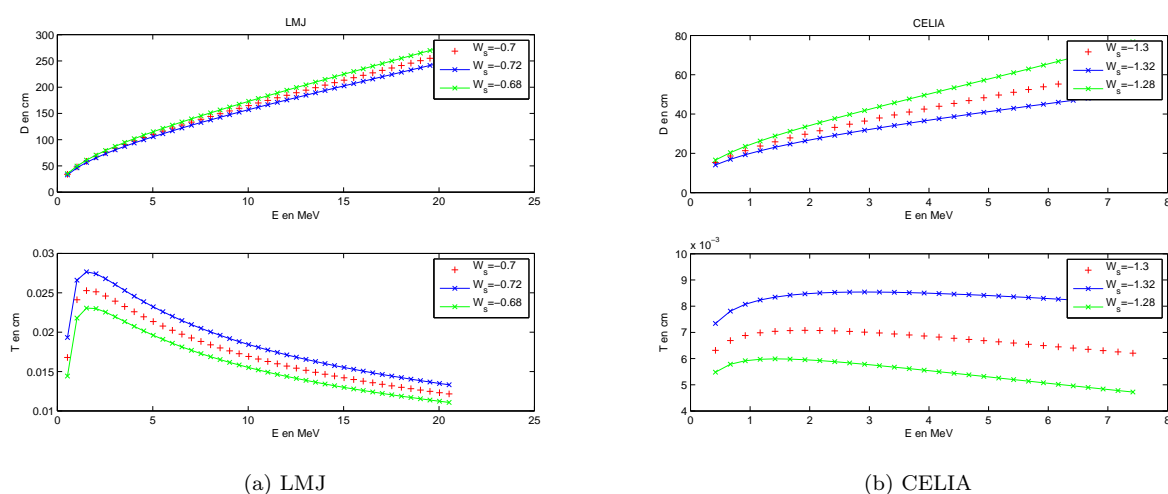 LMJ
300
250
200
150
100
50
0
D en cm
0 5 10 15 20 25
E en MeV
W_s=−0.7
W_s=−0.72
W_s=−0.68
0.03
0.025
0.02
0.015
0.01
T en cm
0 5 10 15 20 25
E en MeV
W_s=−0.7
W_s=−0.72
W_s=−0.68
(a) LMJ
CELIA
80
60
40
20
0
D en cm
0 1 2 3 4 5 6 7 8
E en MeV
W_s=−1.3
W_s=−1.32
W_s=−1.28
x 10⁻³
10
9
8
7
6
5
4
T en cm
0 1 2 3 4 5 6 7 8
E en MeV
W_s=−1.3
W_s=−1.32
W_s=−1.28
(b) CELIA